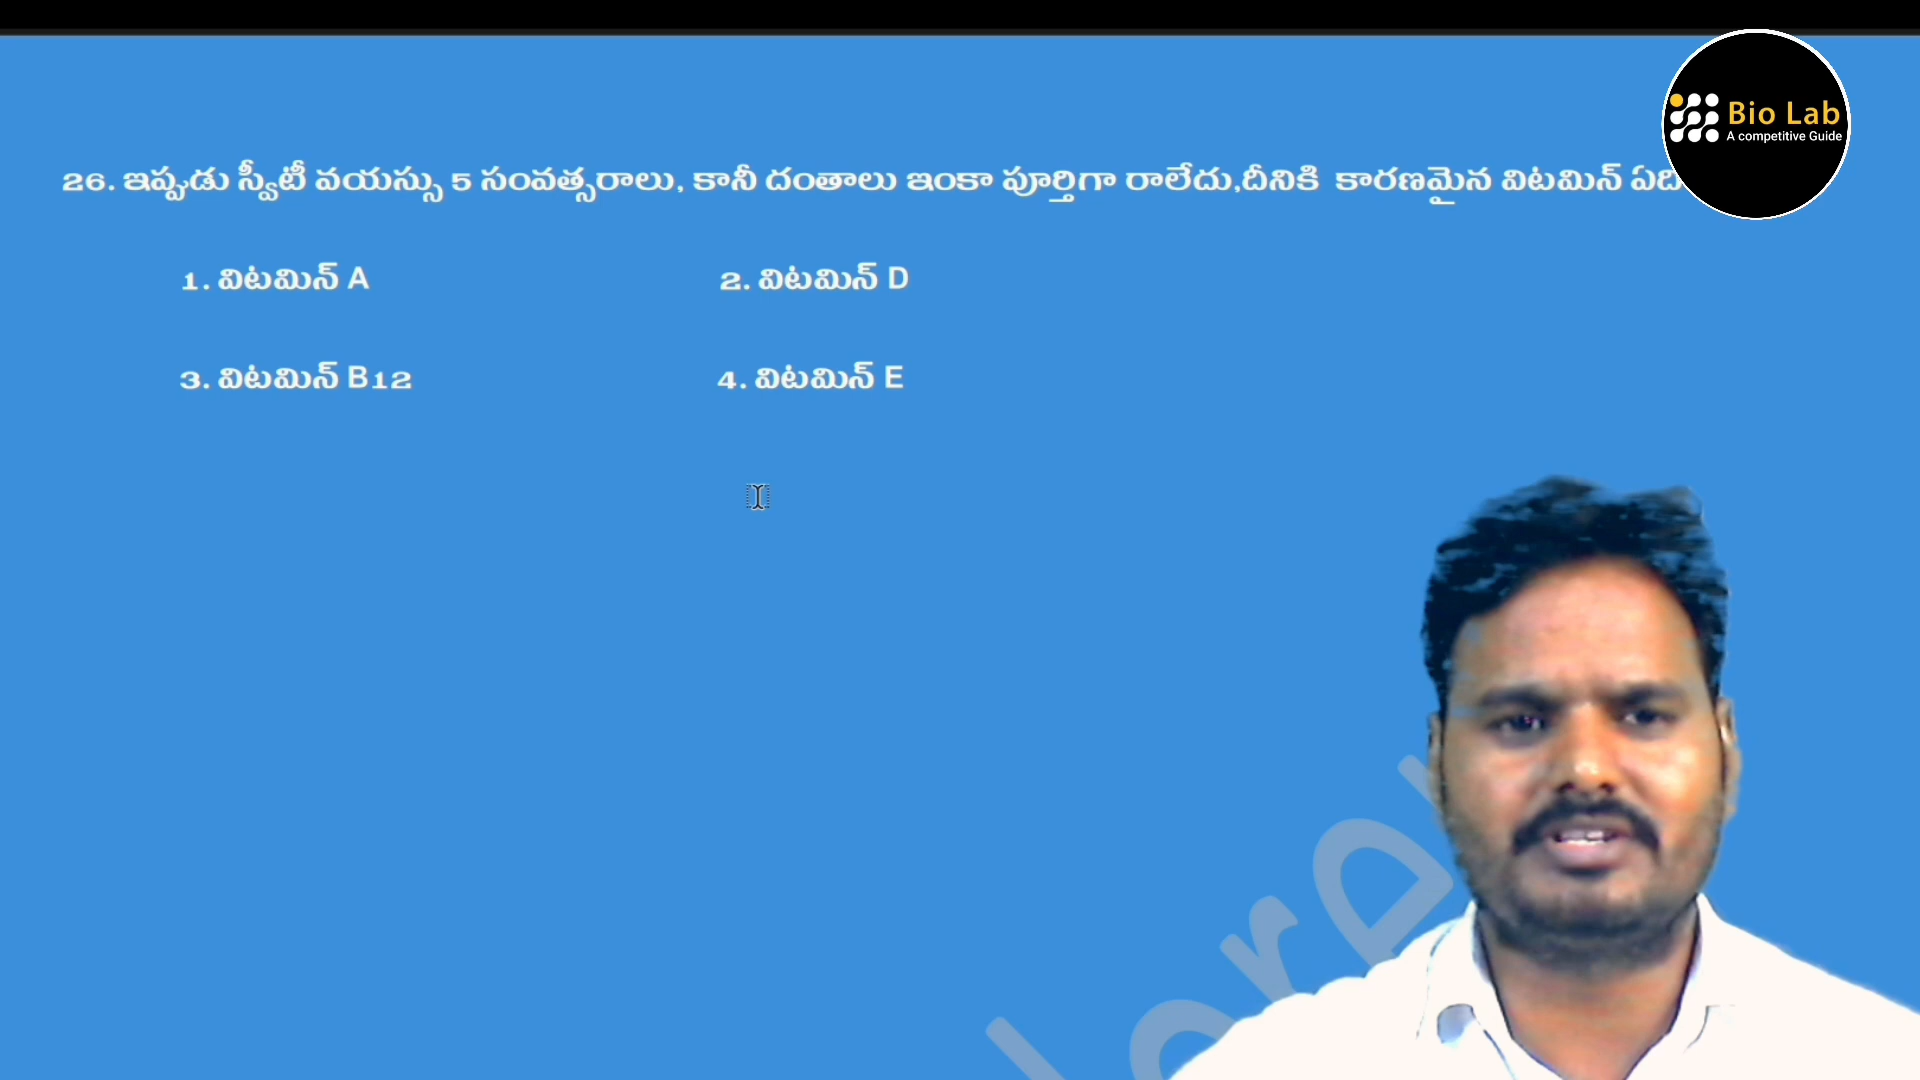 Bio Lab
A competitive Guide
26. ఇప్పుడు స్వీటీ వయస్సు 5 సంవత్సరాలు, కానీ దంతాలు ఇంకా పూర్తిగా రాలేదు,దీనికి కారణమైన విటమిన్
1. విటమిన్ A 2. విటమిన్ D
3. విటమిన్ B12 4. విటమిన్ E